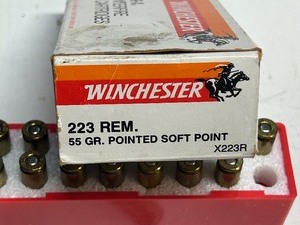 WINCHESTER
223 REM.
55 GR. POINTED SOFT POINT
X223R